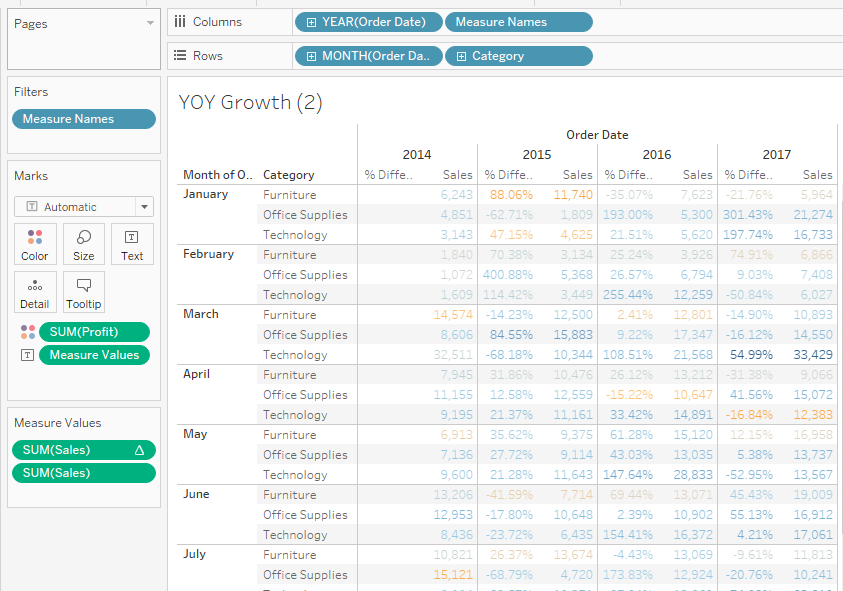 Pages
Columns YEAR(Order Date) Measure Names
Rows MONTH(Order Da.. Category
Filters
Measure Names
Marks
Automatic
Color Size Text
Detail Tooltip
SUM(Profit)
Measure Values
Measure Values
SUM(Sales) Δ
SUM(Sales)
YOY Growth (2)
Order Date
2014 2015 2016 2017
Month of O.. Category % Diffe.. Sales % Diffe.. Sales % Diffe.. Sales % Diffe.. Sales
January Furniture 6,243 88.06% 11,740 -35.07% 7,623 -21.76% 5,964
Office Supplies 4,851 -62.71% 1,809 193.00% 5,300 301.43% 21,274
Technology 3,143 47.15% 4,625 21.51% 5,620 197.74% 16,733
February Furniture 1,840 70.38% 3,134 25.24% 3,926 74.91% 6,866
Office Supplies 1,072 400.88% 5,368 26.57% 6,794 9.03% 7,408
Technology 1,609 114.42% 3,449 255.44% 12,259 -50.84% 6,027
March Furniture 14,574 -14.23% 12,500 2.41% 12,801 -14.90% 10,893
Office Supplies 8,606 84.55% 15,883 9.22% 17,347 -16.12% 14,550
Technology 32,511 -68.18% 10,344 108.51% 21,568 54.99% 33,429
April Furniture 7,945 31.86% 10,476 26.12% 13,212 -31.38% 9,066
Office Supplies 11,155 12.58% 12,559 -15.22% 10,647 41.56% 15,072
Technology 9,195 21.37% 11,161 33.42% 14,891 -16.84% 12,383
May Furniture 6,913 35.62% 9,375 61.28% 15,120 12.15% 16,958
Office Supplies 7,136 27.72% 9,114 43.03% 13,035 5.38% 13,737
Technology 9,600 21.28% 11,643 147.64% 28,833 -52.95% 13,567
June Furniture 13,206 -41.59% 7,714 69.44% 13,071 45.43% 19,009
Office Supplies 12,953 -17.80% 10,648 2.39% 10,902 55.13% 16,912
Technology 8,436 -23.72% 6,435 154.41% 16,372 4.21% 17,061
July Furniture 10,821 26.37% 13,674 -4.43% 13,069 -9.61% 11,813
Office Supplies 15,121 -68.79% 4,720 173.83% 12,924 -20.76% 10,241